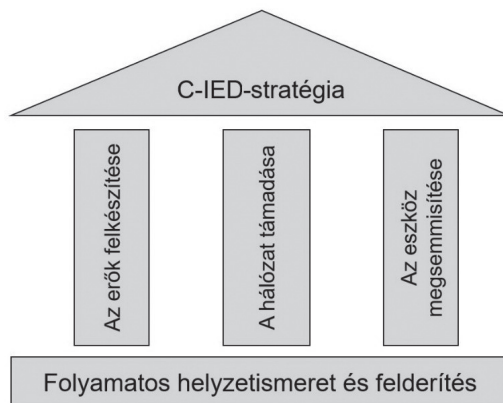 C-IED-stratégia
Az erők felkészítése
A hálózat támadása
Az eszköz
megsemmisítése
Folyamatos helyzetismeret és felderítés